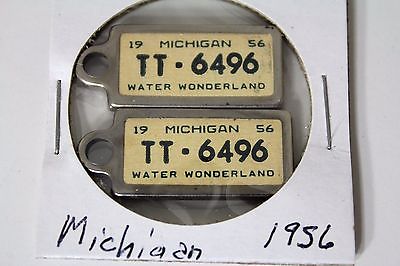 19 MICHIGAN 56
TT·6496
WATER WONDERLAND
19 MICHIGAN 56
TT·6496
WATER WONDERLAND
Michigan 1956